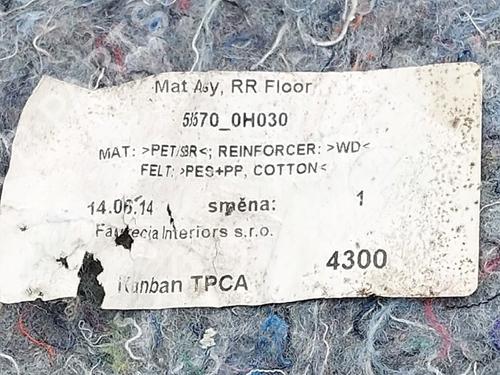 Mat Asy, RR Floor
58570_0H030
MAT: >PET/SBR<; REINFORCER: >WD<
FELT: >PES+PP, COTTON<
14.06.14 směna: 1
Faurecia Interiors s.r.o.
4300
Kanban TPCA